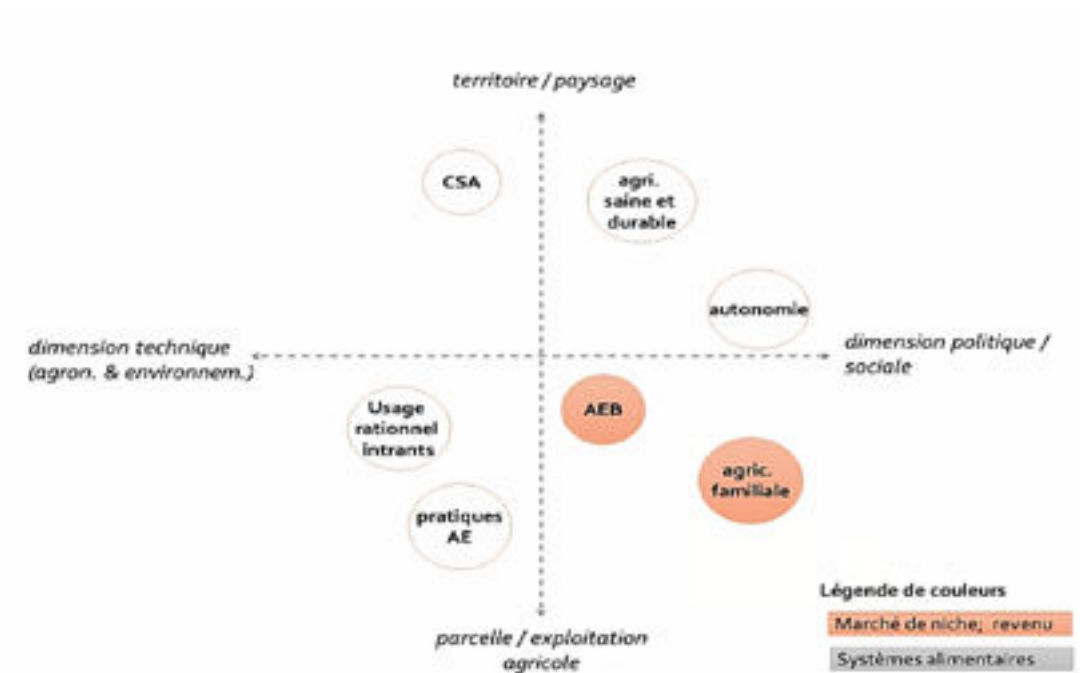 territoire / paysage
CSA
agri.
saine et
durable
autonomie
dimension technique
(agron. & environnem.)
dimension politique /
sociale
Usage
rationnel
intrants
AEB
agric.
familiale
pratiques
AE
Légende de couleurs
Marché de niche; revenu
Systèmes alimentaires
parcelle / exploitation
agricole